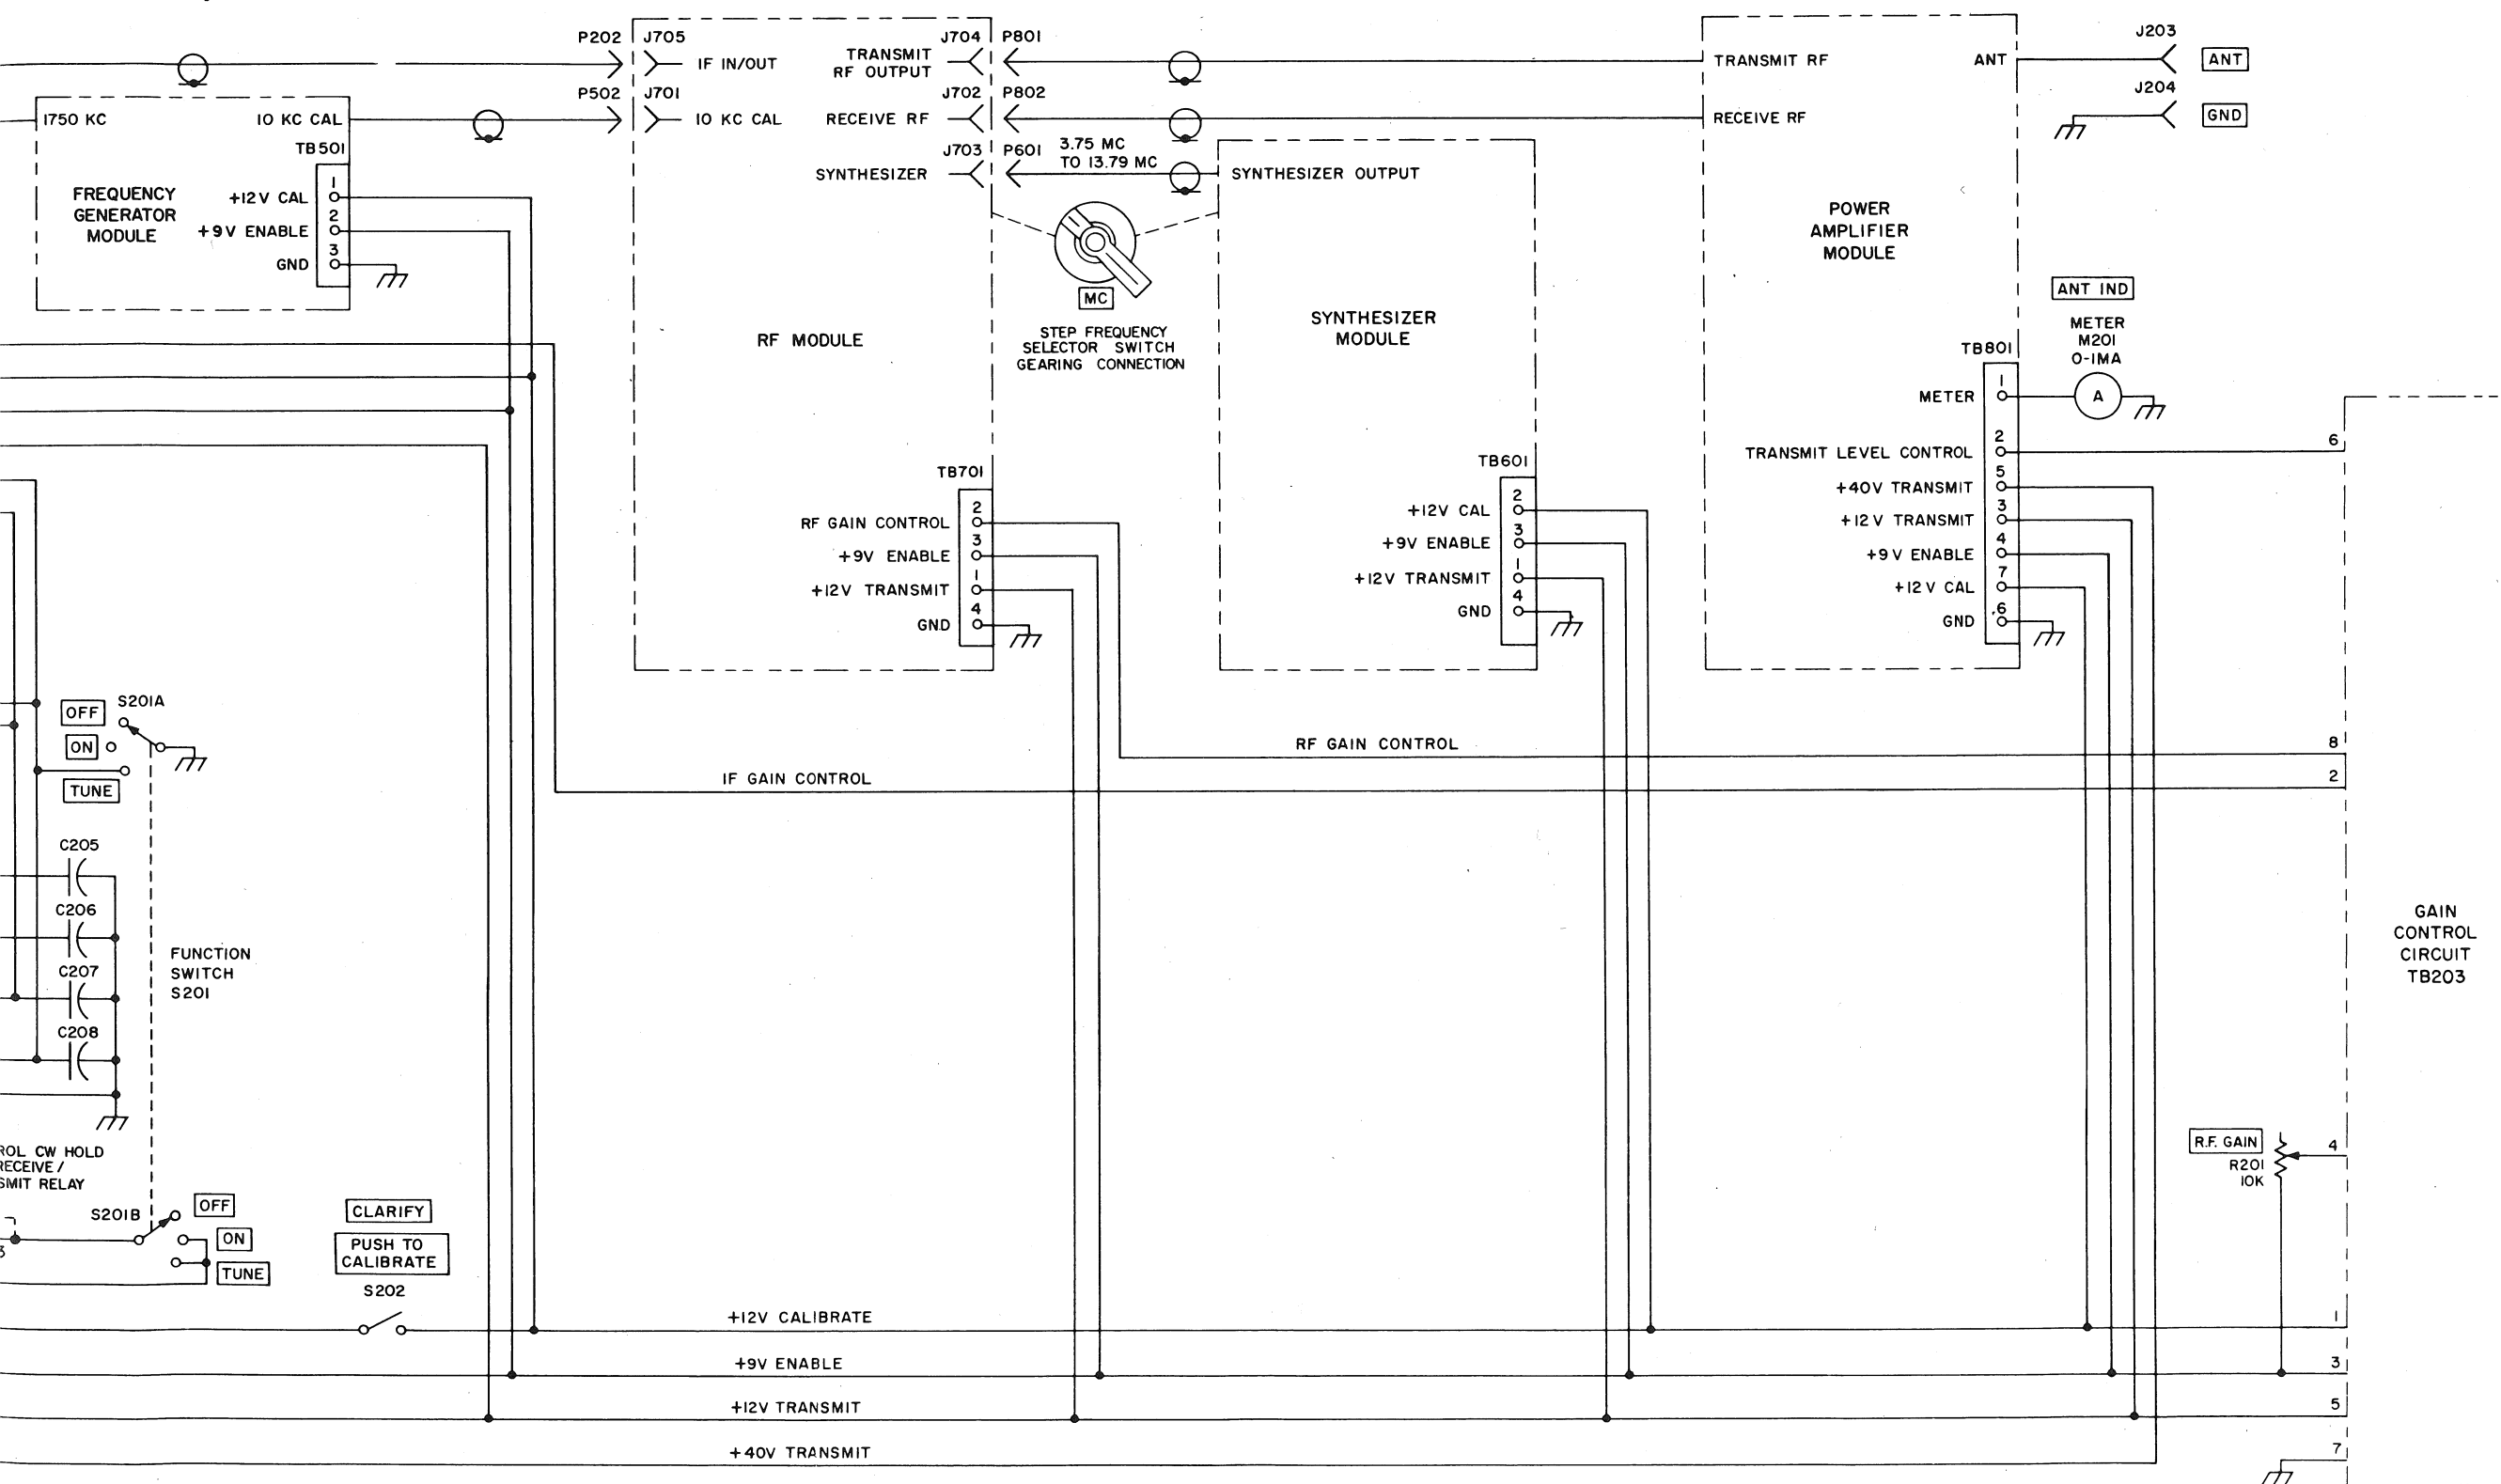 P202
J705
IF IN/OUT
P502
J701
10 KC CAL
J704
P801
TRANSMIT
RF OUTPUT
J702
P802
RECEIVE RF
J703
P601
SYNTHESIZER
3.75 MC
TO 13.79 MC
TRANSMIT RF
RECEIVE RF
ANT
J203
ANT
J204
GND
1750 KC
10 KC CAL
TB501
FREQUENCY
GENERATOR
MODULE
1
+12V CAL
2
+9V ENABLE
3
GND
SYNTHESIZER OUTPUT
MC
STEP FREQUENCY
SELECTOR SWITCH
GEARING CONNECTION
RF MODULE
SYNTHESIZER
MODULE
POWER
AMPLIFIER
MODULE
ANT IND
METER
M201
0-1MA
A
TB801
1
METER
2
TRANSMIT LEVEL CONTROL
5
+40V TRANSMIT
3
+12V TRANSMIT
4
+9V ENABLE
7
+12V CAL
6
GND
6
TB701
2
RF GAIN CONTROL
3
+9V ENABLE
1
+12V TRANSMIT
4
GND
TB601
2
+12V CAL
3
+9V ENABLE
1
+12V TRANSMIT
4
GND
S201A
OFF
ON
TUNE
RF GAIN CONTROL
8
IF GAIN CONTROL
2
C205
C206
C207
C208
FUNCTION
SWITCH
S201
GAIN
CONTROL
CIRCUIT
TB203
ROL CW HOLD
RECEIVE/
SMIT RELAY
R.F. GAIN
R201
10K
4
S201B
OFF
ON
TUNE
3
CLARIFY
PUSH TO
CALIBRATE
S202
+12V CALIBRATE
1
+9V ENABLE
3
+12V TRANSMIT
5
+40V TRANSMIT
7